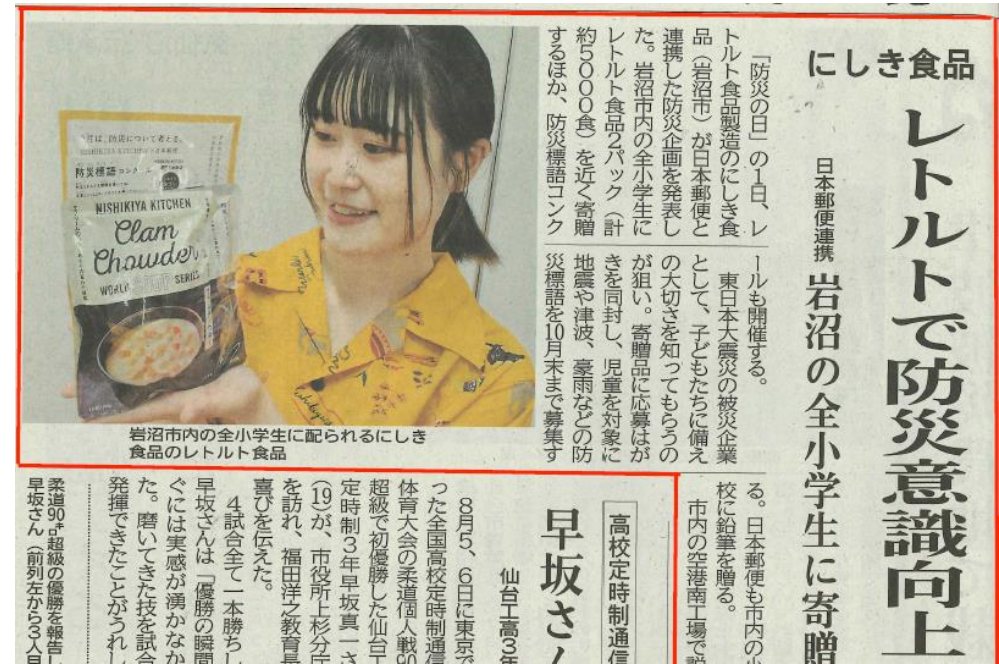 にしき食品
レトルトで防災意識向上
日本郵便連携
岩沼の全小学生に寄贈
「防災の日」の1日、レ
トルト食品製造のにしき食
品（岩沼市）が日本郵便と
連携した防災企画を発表し
た。岩沼市内の全小学生に
レトルト食品2パック（計
約5000食）を近く寄贈
するほか、防災標語コンク
ールも開催する。
東日本大震災の被災企業
として、子どもたちに備え
の大切さを知ってもらうの
が狙い。寄贈品に応募はが
きを同封し、児童を対象に
地震や津波、豪雨などの防
災標語を10月末まで募集す
る。日本郵便も市内の小
校に鉛筆を贈る。
市内の空港南工場で説
NISHIKIYA KITCHEN
Clam
Chowder
WORLD SOUP SERIES
岩沼市内の全小学生に配られるにしき
食品のレトルト食品
高校定時制通信
早坂さん
仙台工高3年
8月5、6日に東京で
った全国高校定時制通信
体育大会の柔道個人戦90
超級で初優勝した仙台工
定時制3年早坂真一さ
(19)が、市役所上杉分庁
を訪れ、福田洋之教育長
喜びを伝えた。
4試合全て一本勝ちし
早坂さんは「優勝の瞬間
ぐには実感が湧かなか
た。磨いてきた技を試合
発揮できたことがうれし
柔道90㌔超級の優勝を報告し
早坂さん（前列左から3人目